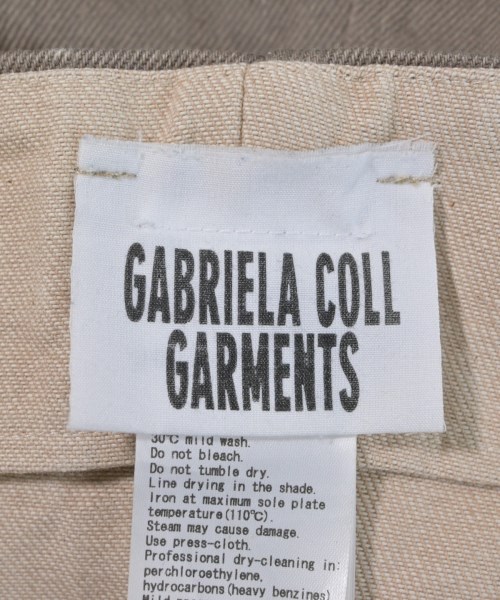 GABRIELA COLL
GARMENTS
30℃ mild wash.
Do not bleach.
Do not tumble dry.
Line drying in the shade.
Iron at maximum sole plate
temperature(110℃).
Steam may cause damage.
Use press-cloth.
Professional dry-cleaning in:
perchloroethylene,
hydrocarbons(heavy benzines)